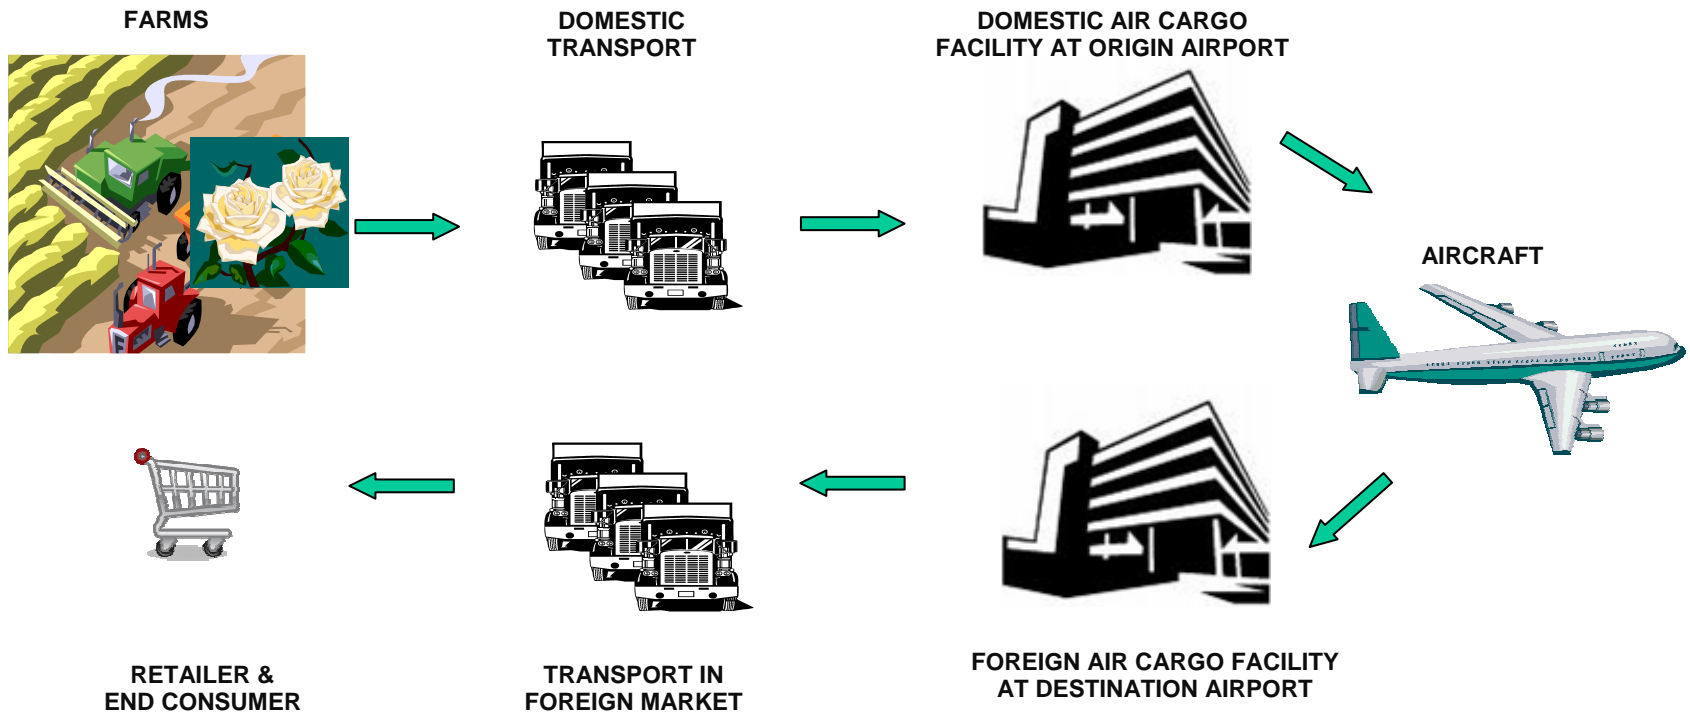 FARMS
DOMESTIC
TRANSPORT
DOMESTIC AIR CARGO
FACILITY AT ORIGIN AIRPORT
AIRCRAFT
RETAILER &
END CONSUMER
TRANSPORT IN
FOREIGN MARKET
FOREIGN AIR CARGO FACILITY
AT DESTINATION AIRPORT